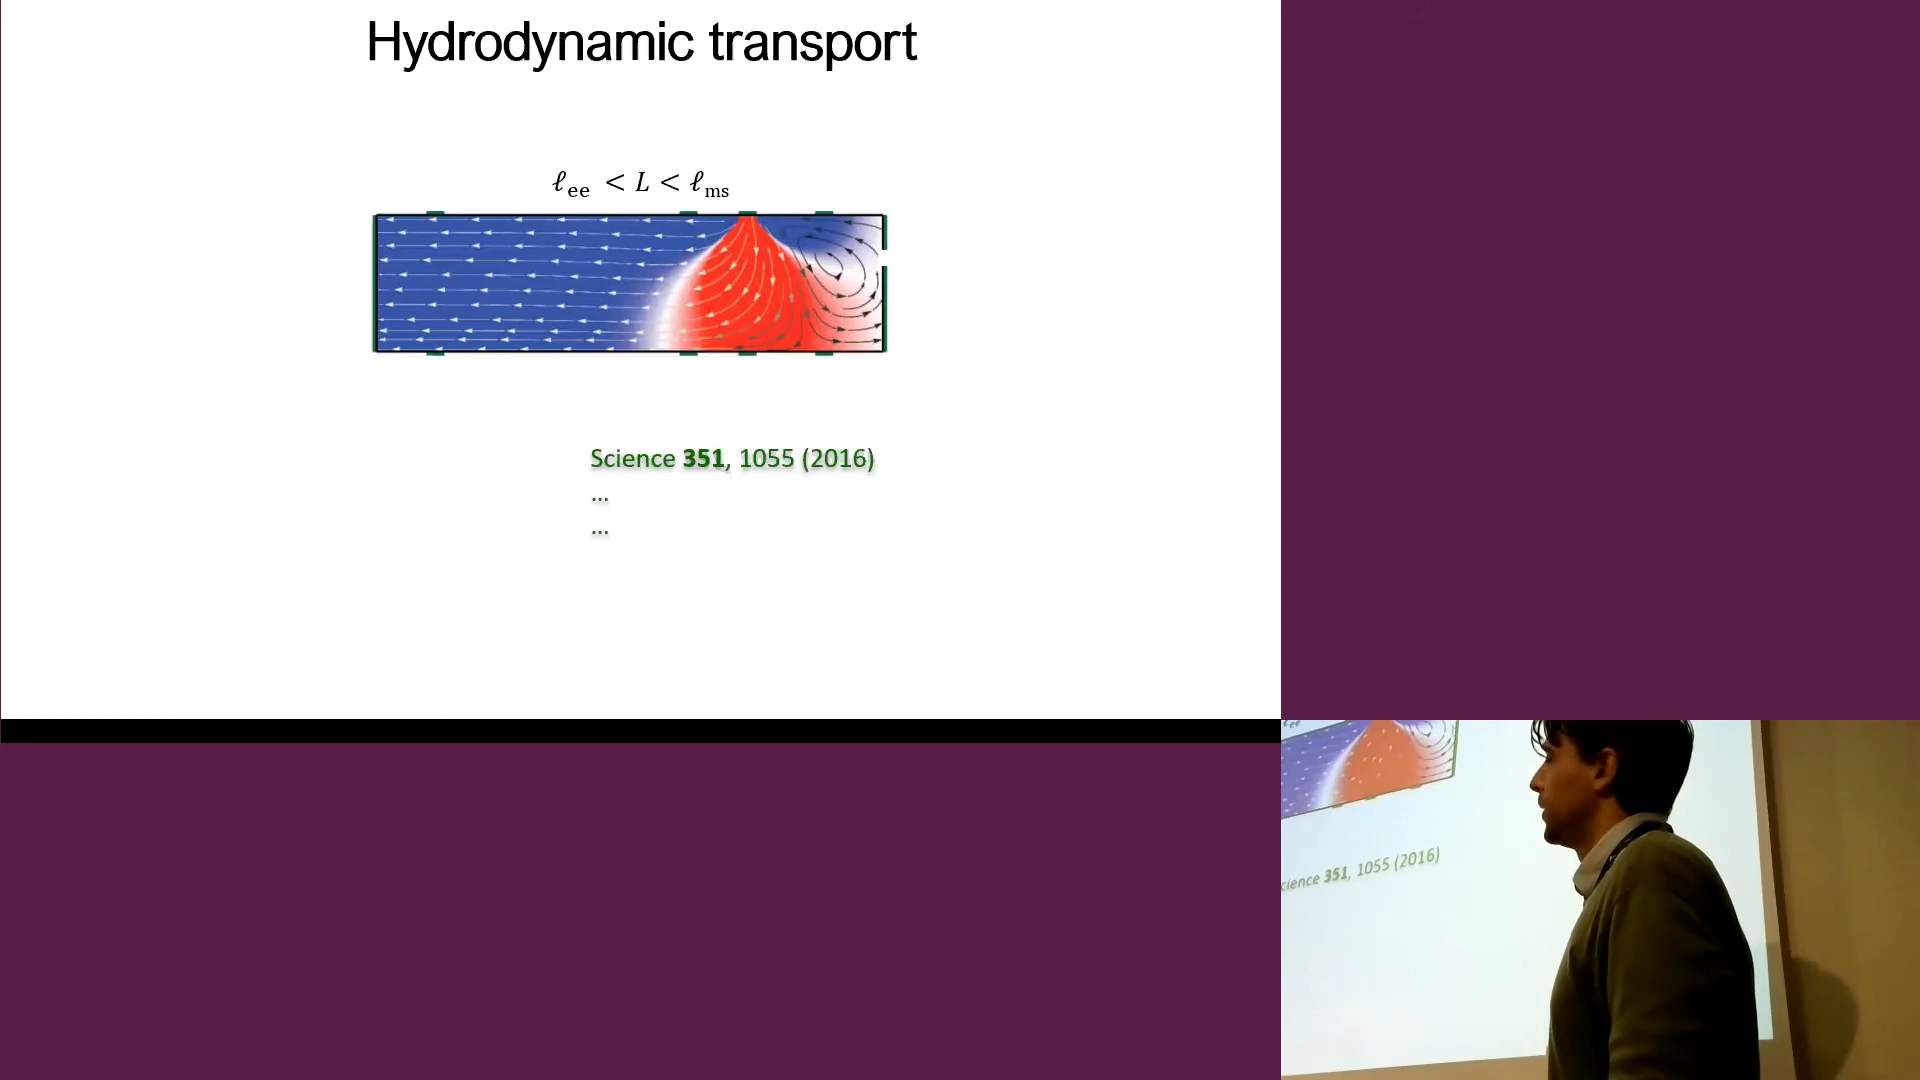 Hydrodynamic transport
ℓee < L < ℓms
Science 351, 1055 (2016)
...
...
ℓee
cience 351, 1055 (2016)